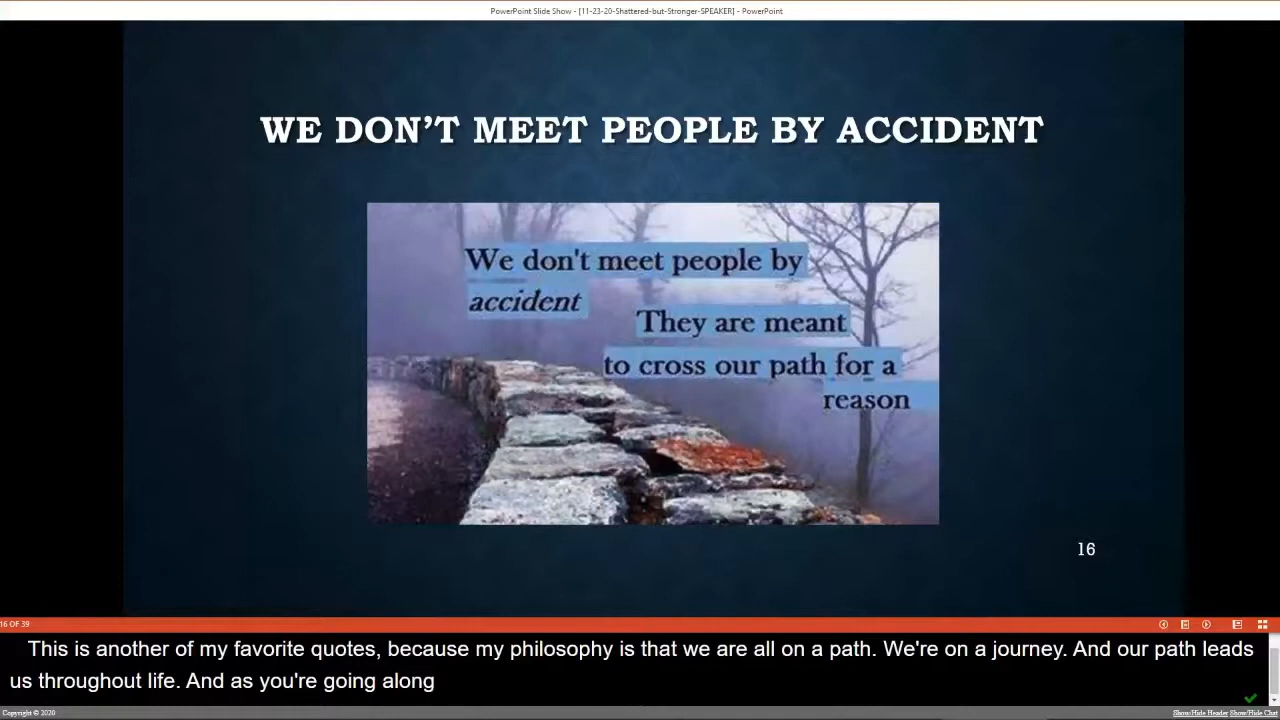 PowerPoint Slide Show - [11-23-20-Shattered-but-Stronger-SPEAKER] - PowerPoint
WE DON’T MEET PEOPLE BY ACCIDENT
We don't meet people by
accident
They are meant
to cross our path for a
reason
16
16 OF 39
This is another of my favorite quotes, because my philosophy is that we are all on a path. We're on a journey. And our path leads
us throughout life. And as you're going along
Copyright © 2020
Show/Hide Header Show/Hide Chat